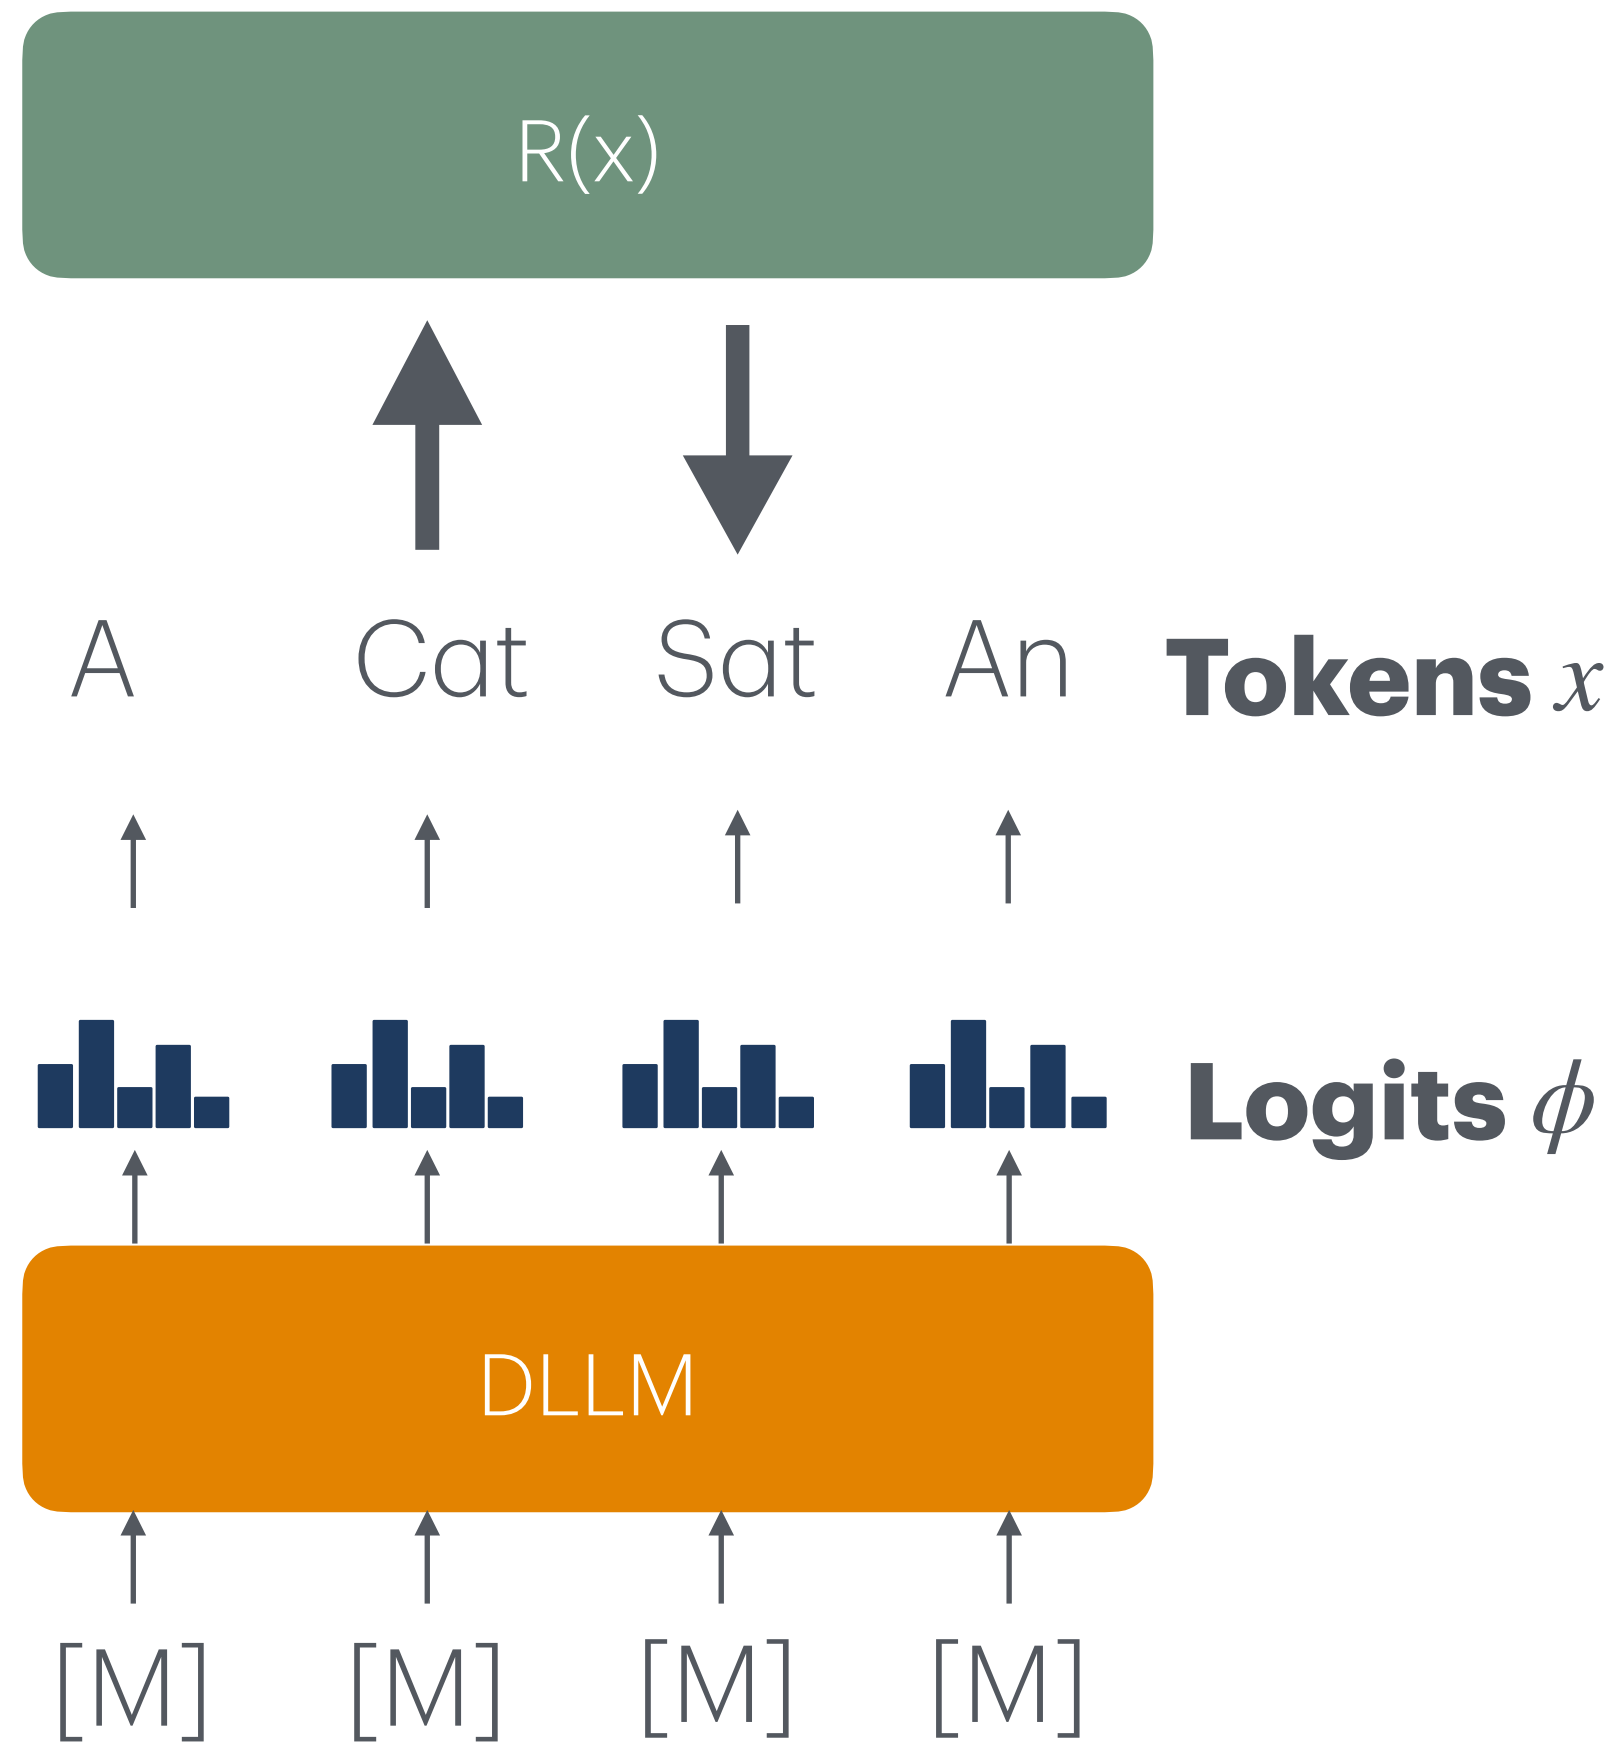 R(x)
A Cat Sat An Tokens x
Logits ϕ
DLLM
[M] [M] [M] [M]